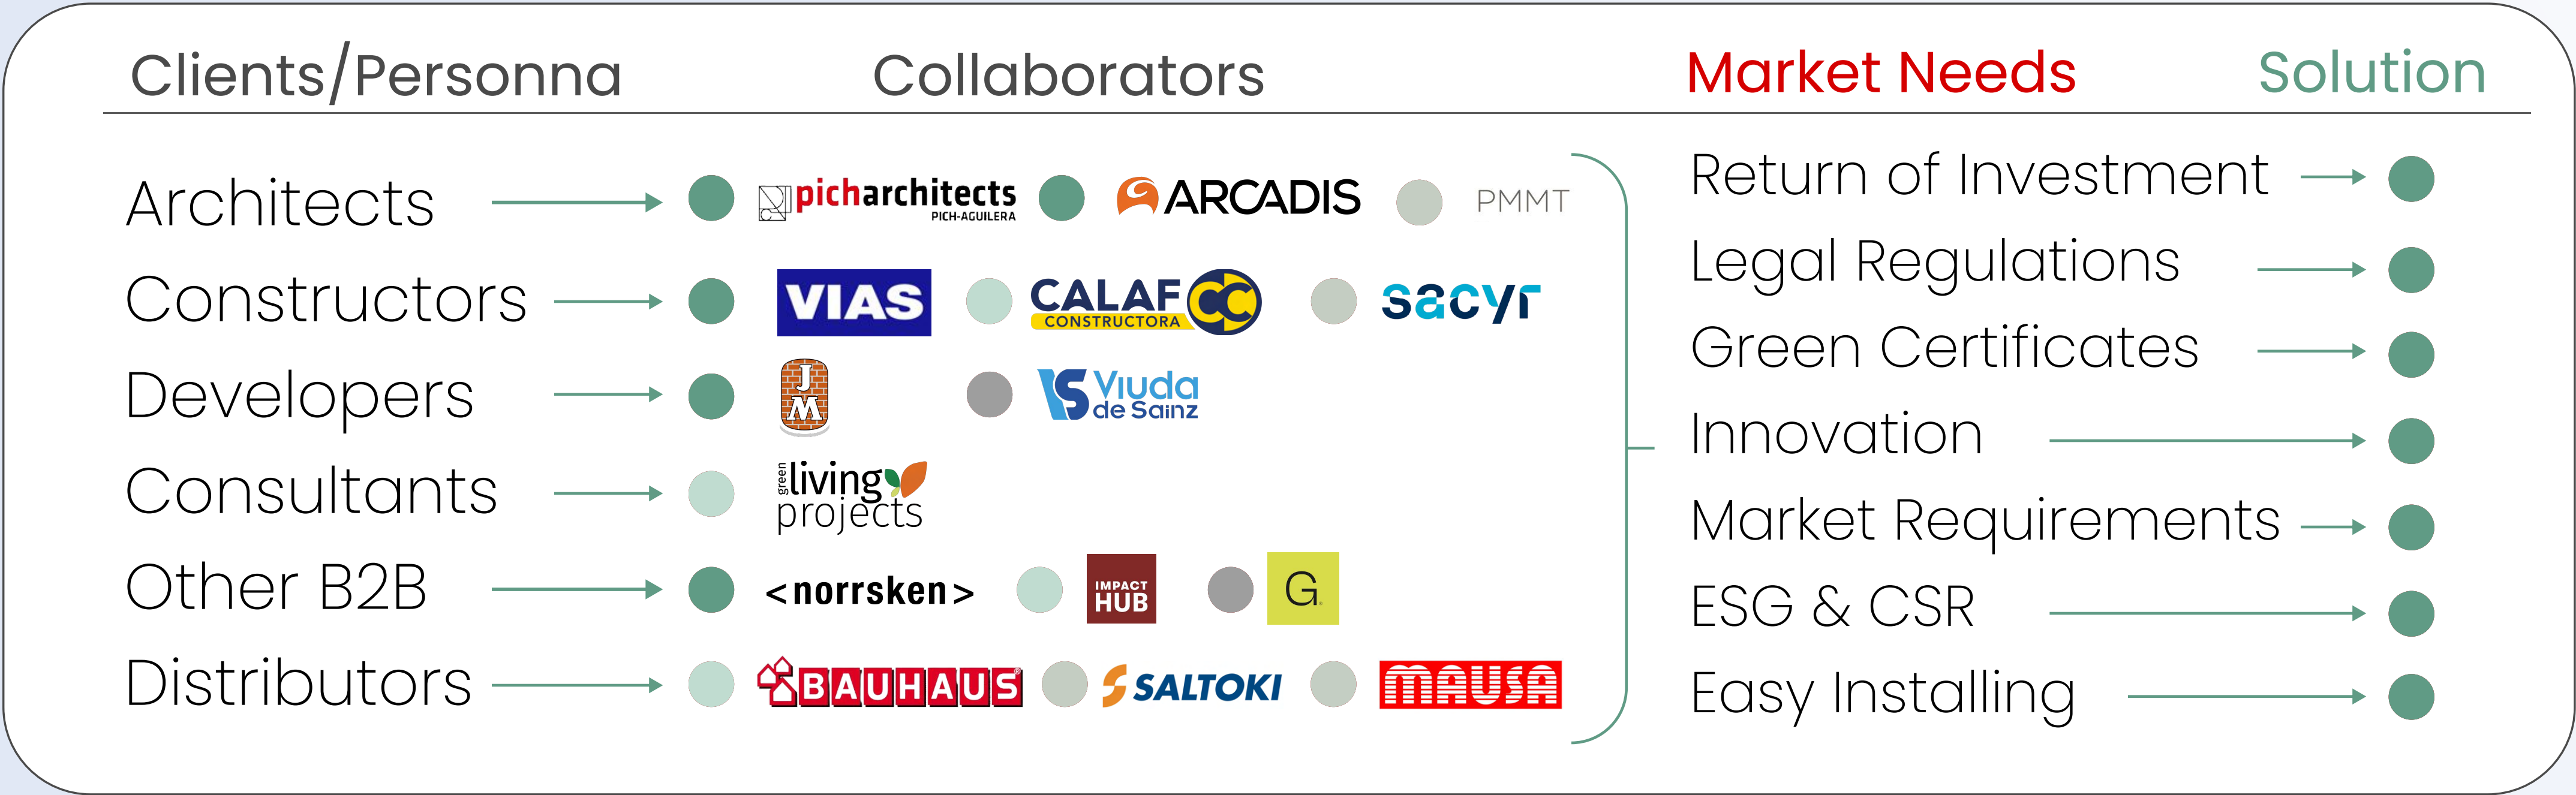 Clients/Personna Collaborators Market Needs Solution
Architects picharchitects PICH-AGUILERA ARCADIS PMMT
Constructors VIAS CALAF CONSTRUCTORA CC sacyr
Developers JM VS Viuda de Sainz
Consultants green living projects
Other B2B <norrsken> IMPACT HUB G.
Distributors BAUHAUS® SALTOKI MAUSA
Return of Investment
Legal Regulations
Green Certificates
Innovation
Market Requirements
ESG & CSR
Easy Installing